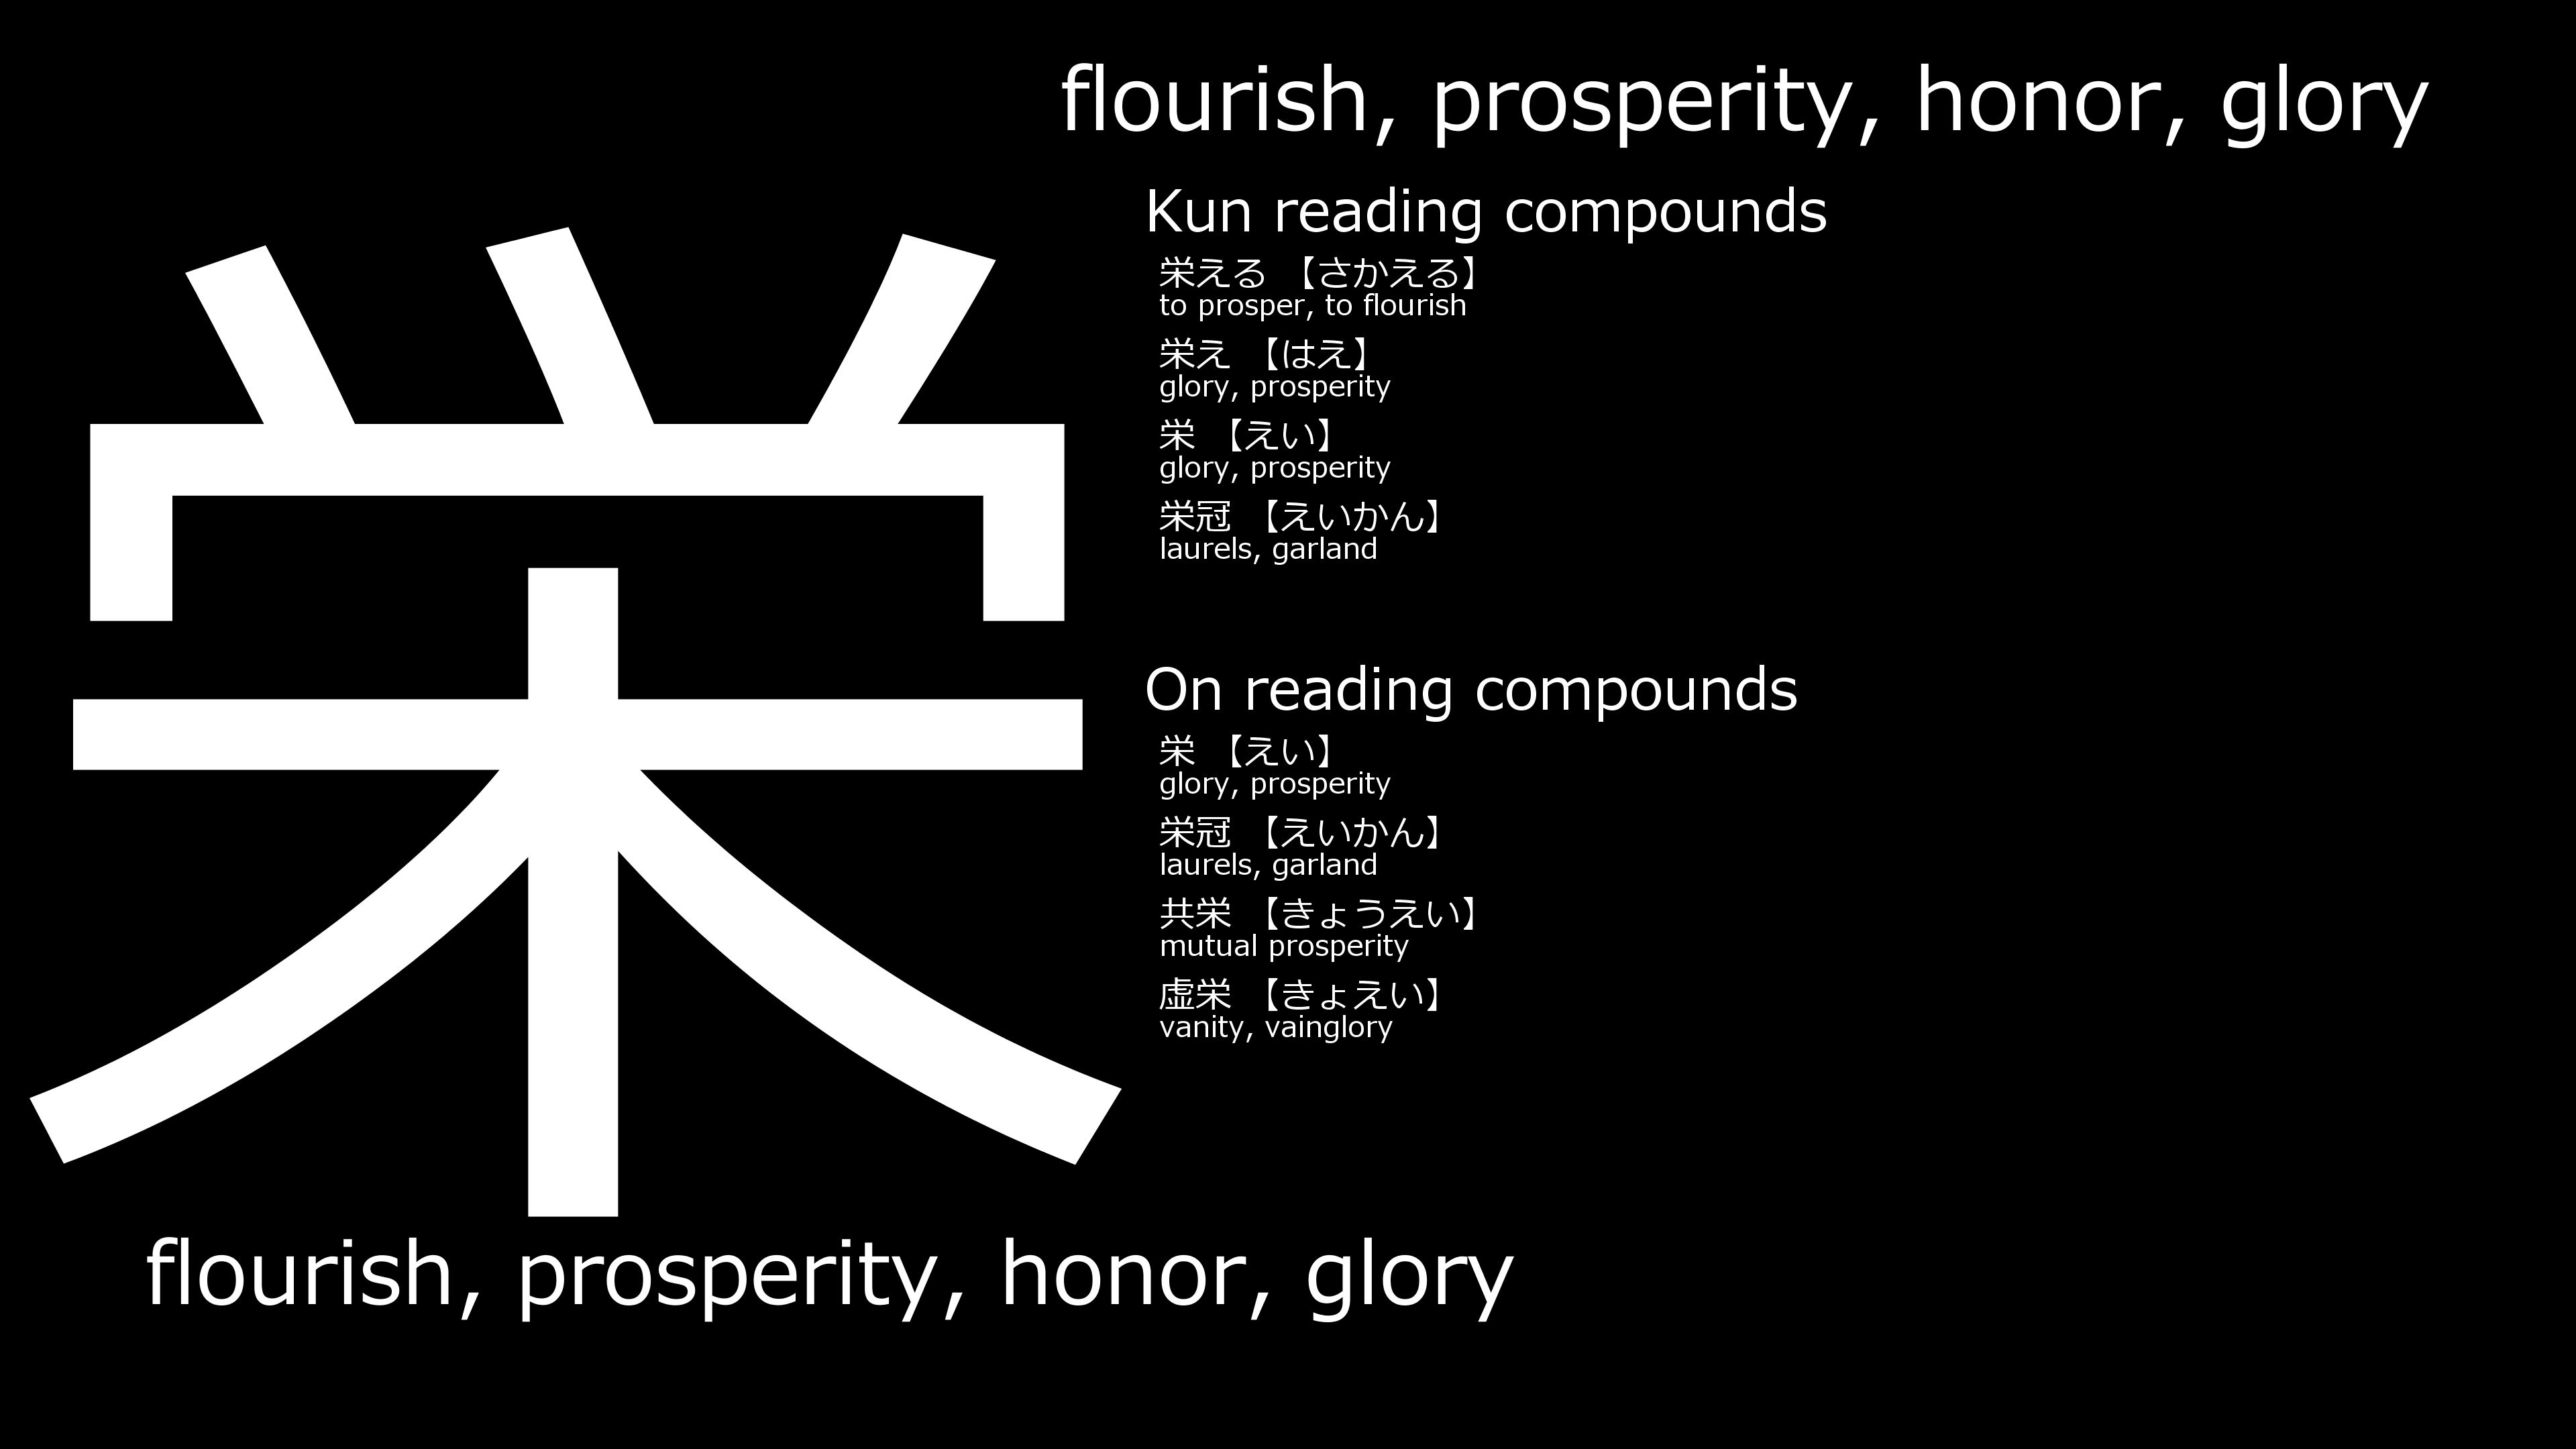 flourish, prosperity, honor, glory
栄
Kun reading compounds
栄える 【さかえる】
to prosper, to flourish
栄え 【はえ】
glory, prosperity
栄 【えい】
glory, prosperity
栄冠 【えいかん】
laurels, garland
On reading compounds
栄 【えい】
glory, prosperity
栄冠 【えいかん】
laurels, garland
共栄 【きょうえい】
mutual prosperity
虚栄 【きょえい】
vanity, vainglory
flourish, prosperity, honor, glory